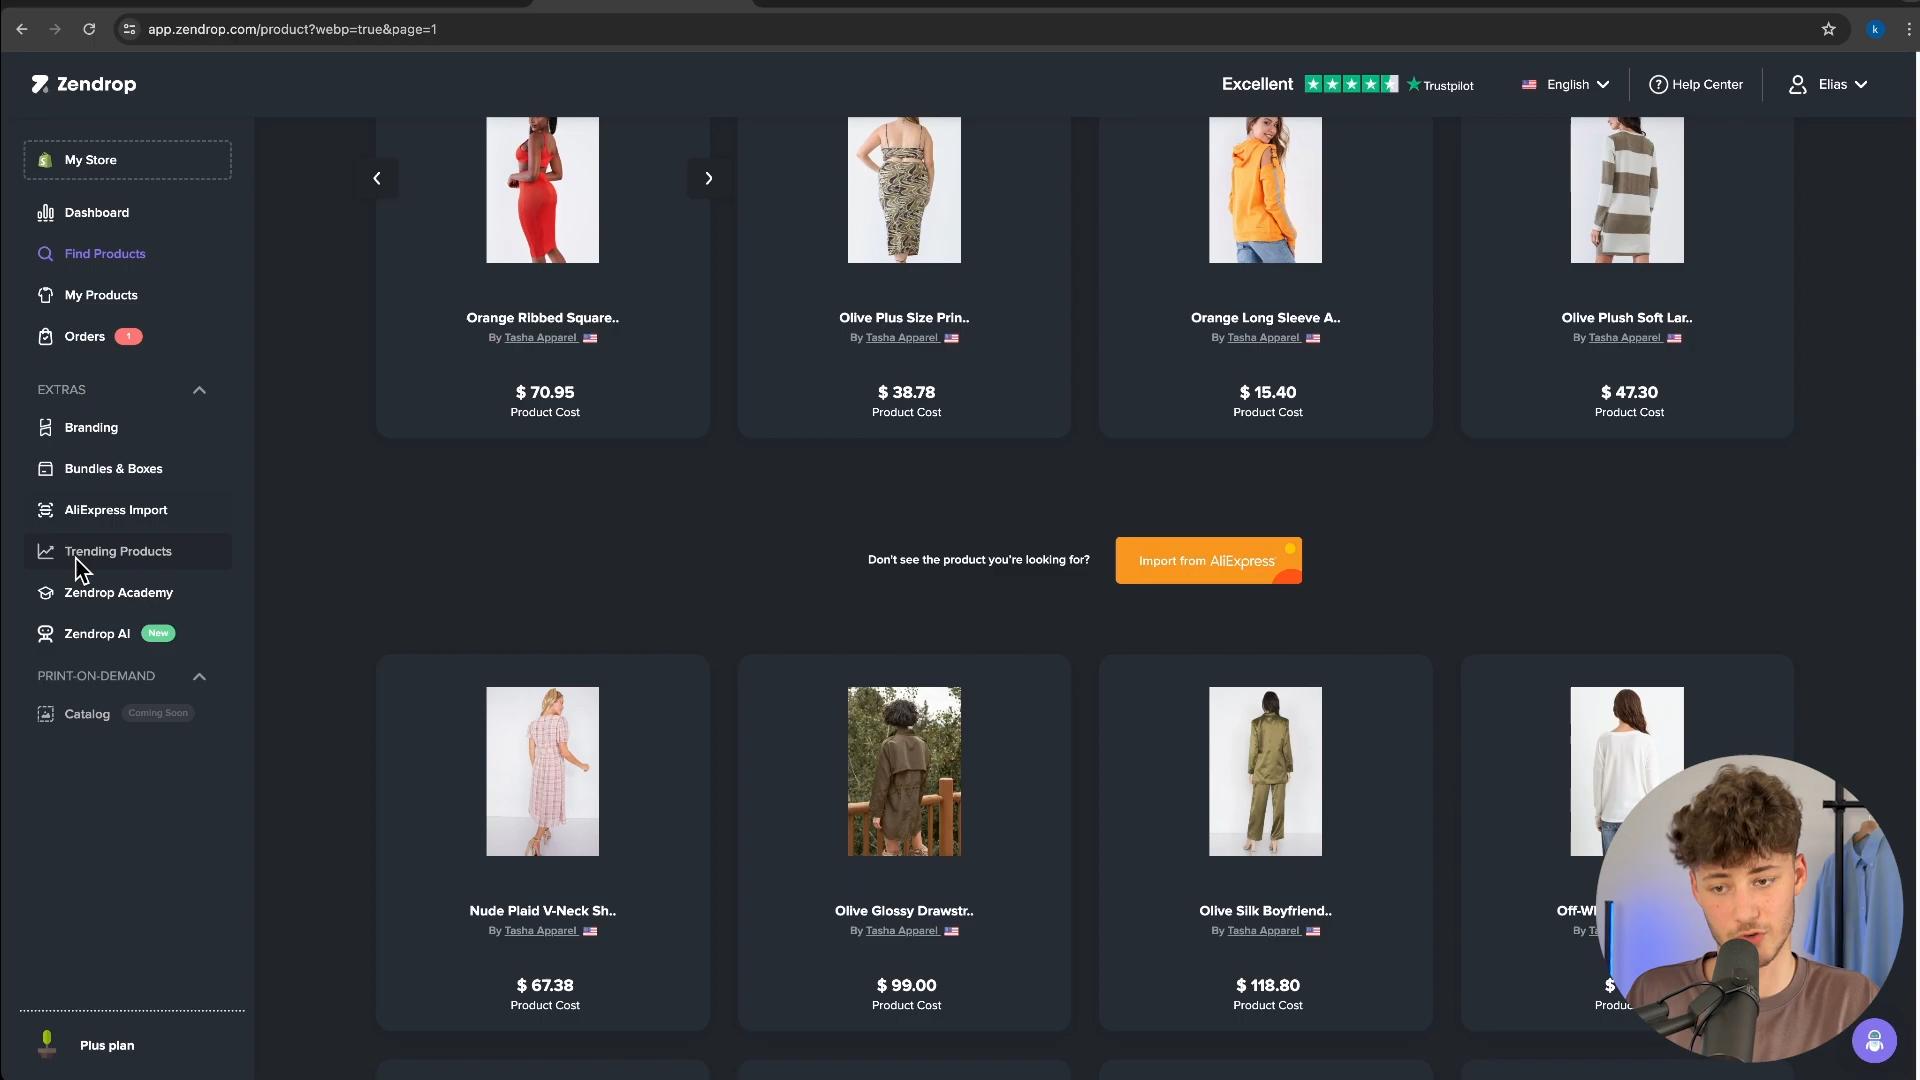 app.zendrop.com/product?webp=true&page=1
k
Zendrop
Excellent
Trustpilot
English
Help Center
Elias
My Store
Dashboard
Find Products
My Products
Orders 1
EXTRAS
Branding
Bundles & Boxes
AliExpress Import
Trending Products
Zendrop Academy
Zendrop AI New
PRINT-ON-DEMAND
Catalog Coming Soon
Plus plan
Orange Ribbed Square..
By Tasha Apparel
$ 70.95
Product Cost
Olive Plus Size Prin..
By Tasha Apparel
$ 38.78
Product Cost
Orange Long Sleeve A..
By Tasha Apparel
$ 15.40
Product Cost
Olive Plush Soft Lar..
By Tasha Apparel
$ 47.30
Product Cost
Don't see the product you're looking for?
Import from AliExpress
Nude Plaid V-Neck Sh..
By Tasha Apparel
$ 67.38
Product Cost
Olive Glossy Drawstr..
By Tasha Apparel
$ 99.00
Product Cost
Olive Silk Boyfriend..
By Tasha Apparel
$ 118.80
Product Cost
By
$